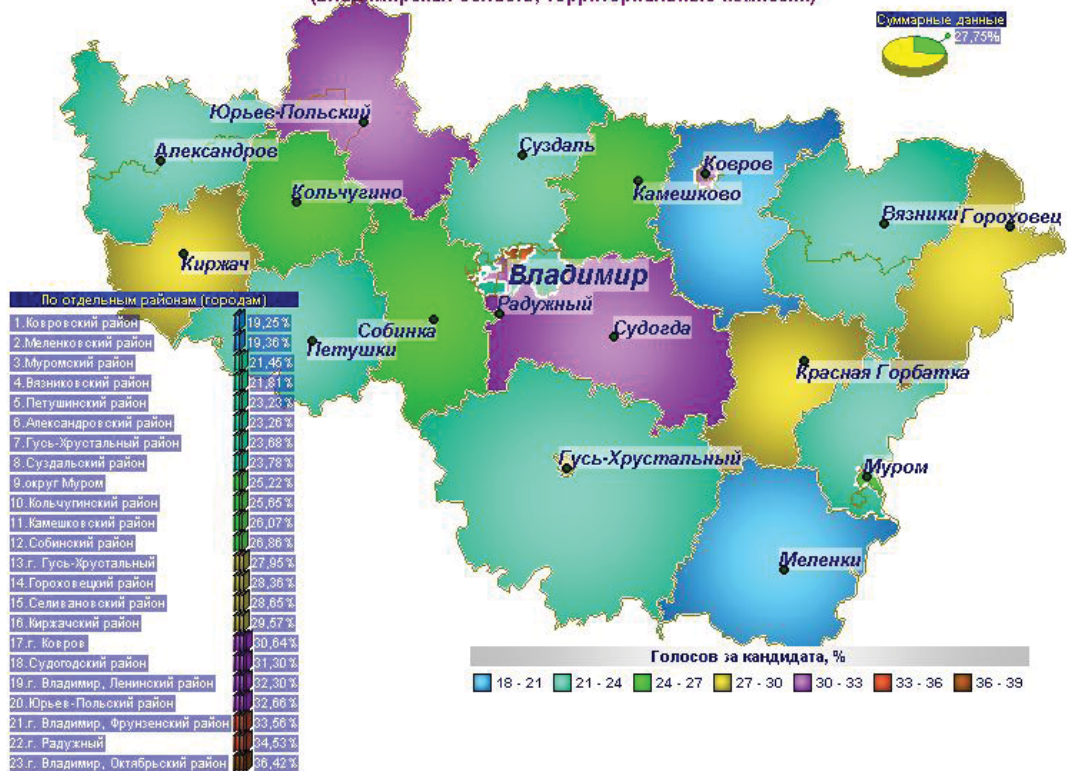 (Владимирская область, территориальные комиссии)
Суммарные данные
27,75%
Юрьев-Польский
Александров
Суздаль
Ковров
Кольчугино
Камешково
Вязники
Гороховец
Киржач
Владимир
Радужный
Собинка
Судогда
Петушки
Красная Горбатка
Гусь-Хрустальный
Муром
Меленки
По отдельным районам (городам)
1.Ковровский район 19,25%
2.Меленковский район 19,36%
3.Муромский район 21,45%
4.Вязниковский район 21,81%
5.Петушинский район 23,23%
6.Александровский район 23,26%
7.Гусь-Хрустальный район 23,68%
8.Суздальский район 23,78%
9.округ Муром 25,22%
10.Кольчугинский район 25,65%
11.Камешковский район 26,07%
12.Собинский район 26,86%
13.г. Гусь-Хрустальный 27,95%
14.Гороховецкий район 28,36%
15.Селивановский район 28,65%
16.Киржачский район 29,57%
17.г. Ковров 30,64%
18.Судогодский район 31,30%
19.г. Владимир, Ленинский район 32,30%
20.Юрьев-Польский район 32,66%
21.г. Владимир, Фрунзенский район 33,56%
22.г. Радужный 34,53%
23.г. Владимир, Октябрьский район 36,42%
Голосов за кандидата, %
18 - 21 21 - 24 24 - 27 27 - 30 30 - 33 33 - 36 36 - 39